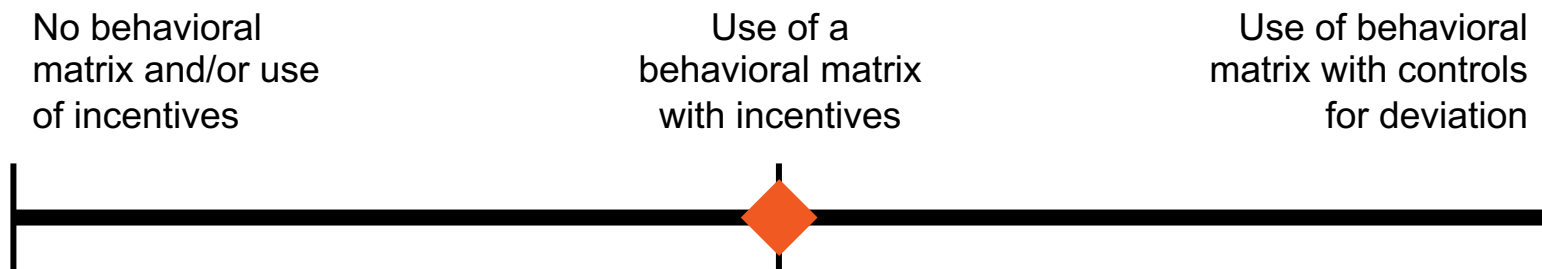 No behavioral
matrix and/or use
of incentives
Use of a
behavioral matrix
with incentives
Use of behavioral
matrix with controls
for deviation